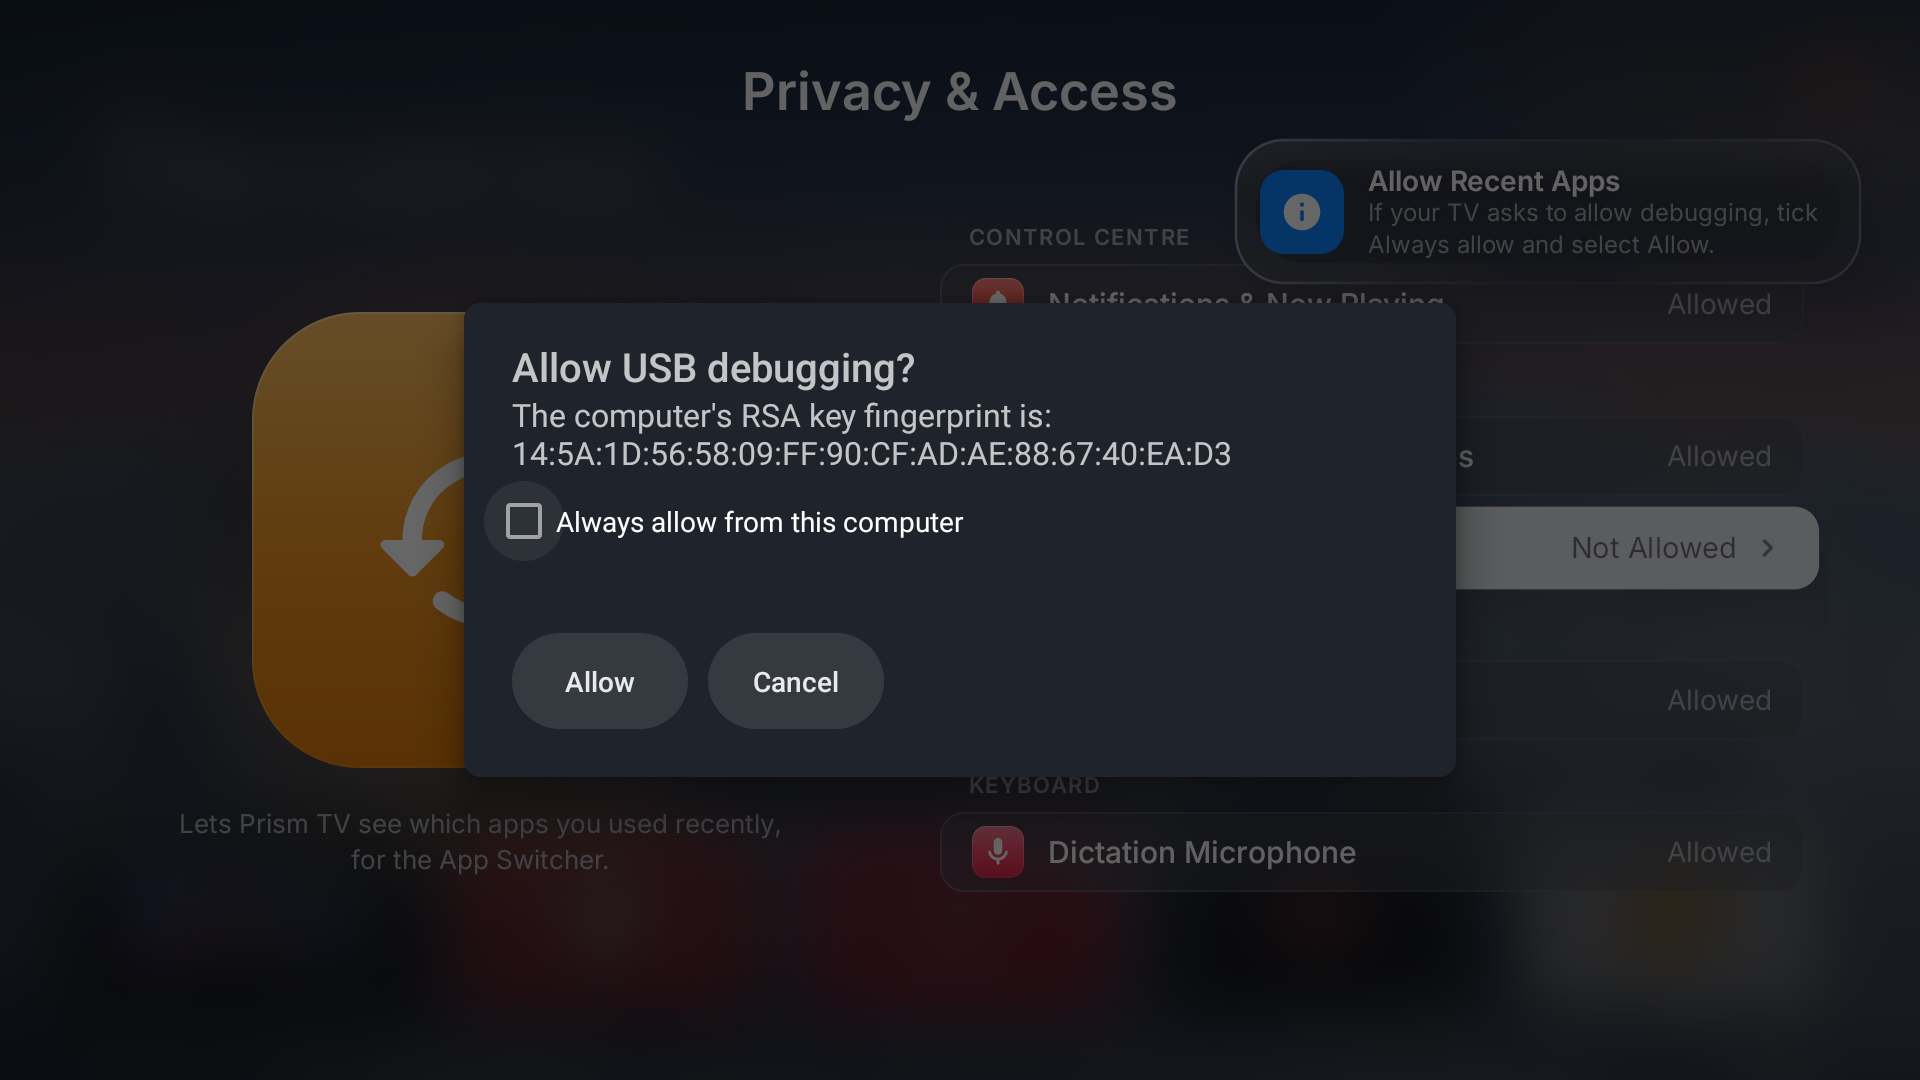 Privacy & Access
Allow Recent Apps
If your TV asks to allow debugging, tick
Always allow and select Allow.
CONTROL CENTRE
Notifications & Now Playing
Allowed
Allow USB debugging?
The computer's RSA key fingerprint is:
14:5A:1D:56:58:09:FF:90:CF:AD:AE:88:67:40:EA:D3
Always allow from this computer
Allow
Cancel
Allowed
Not Allowed
Allowed
Lets Prism TV see which apps you used recently,
for the App Switcher.
KEYBOARD
Dictation Microphone
Allowed